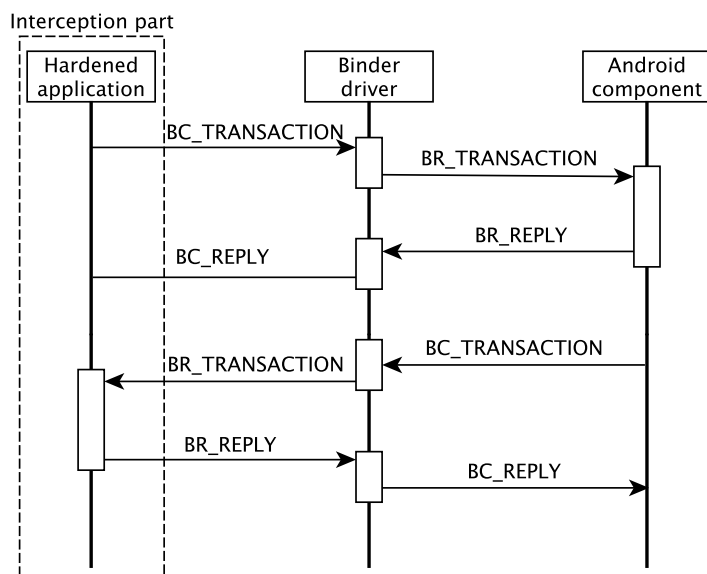 Interception part
Hardened
application
Binder
driver
Android
component
BC_TRANSACTION
BR_TRANSACTION
BR_REPLY
BC_REPLY
BC_TRANSACTION
BR_TRANSACTION
BR_REPLY
BC_REPLY